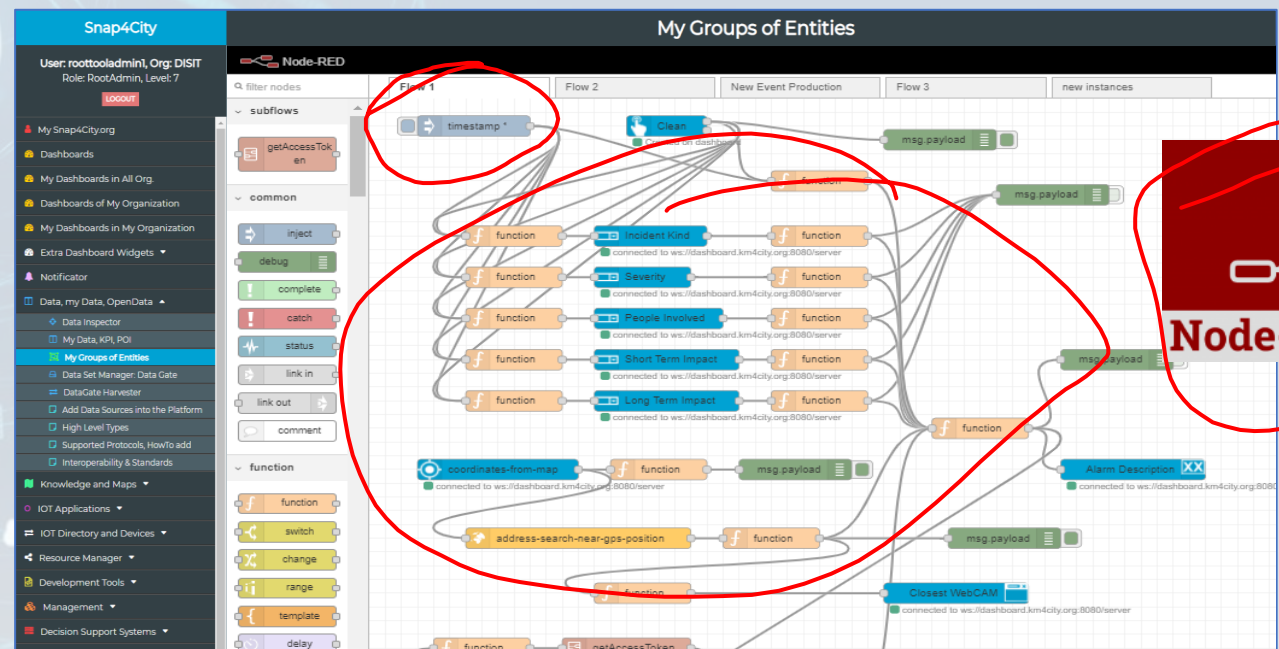 Snap4City
My Groups of Entities
User: roottooladmin1, Org: DISIT
Role: RootAdmin, Level: 7
LOGOUT
My Snap4City.org
Dashboards
My Dashboards in All Org.
Dashboards of My Organization
My Dashboards in My Organization
Extra Dashboard Widgets
Notificator
Data, my Data, OpenData
Data Inspector
My Data, KPI, POI
My Groups of Entities
Data Set Manager: Data Gate
DataGate Harvester
Add Data Sources into the Platform
High Level Types
Supported Protocols, HowTo add
Interoperability & Standards
Knowledge and Maps
IOT Applications
IOT Directory and Devices
Resource Manager
Development Tools
Management
Decision Support Systems
Node-RED
filter nodes
subflows
getAccessTok
en
common
inject
debug
complete
catch
status
link in
link out
comment
function
function
switch
change
range
template
delay
Flow 1
Flow 2
New Event Production
Flow 3
new instances
timestamp *
Clean
Created on dashboard
msg.payload
function
msg.payload
function
Incident Kind
function
connected to ws://dashboard.km4city.org:8080/server
function
Severity
function
connected to ws://dashboard.km4city.org:8080/server
function
People Involved
function
connected to ws://dashboard.km4city.org:8080/server
function
Short Term Impact
function
connected to ws://dashboard.km4city.org:8080/server
msg.payload
function
Long Term Impact
function
connected to ws://dashboard.km4city.org:8080/server
function
coordinates-from-map
function
msg.payload
connected to ws://dashboard.km4city.org:8080/server
Alarm Description
connected to ws://dashboard.km4city.org:8080
address-search-near-gps-position
function
msg.payload
function
Closest WebCAM
connected to ws://dashboard.km4city.org:8080/server
function
getAccessToken
Node